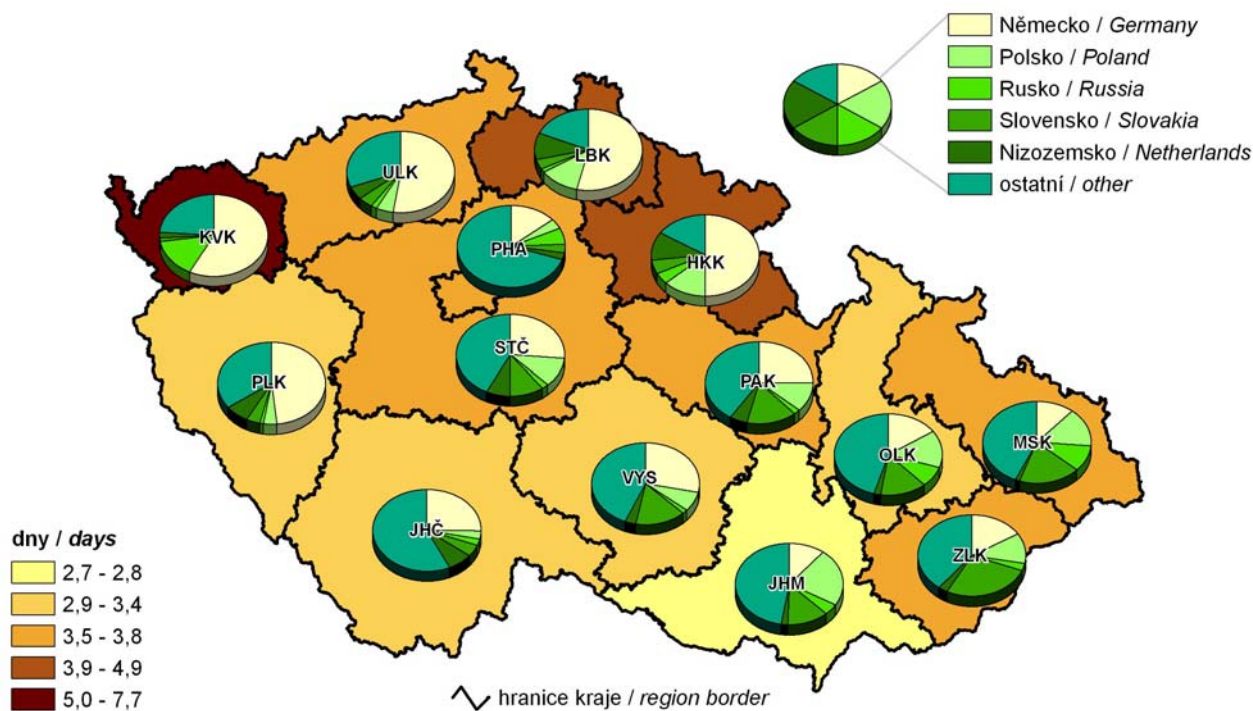 Německo / Germany
Polsko / Poland
Rusko / Russia
Slovensko / Slovakia
Nizozemsko / Netherlands
ostatní / other
LBK
ULK
KVK
PHA
HKK
STČ
PLK
PAK
MSK
OLK
VYS
JHČ
ZLK
JHM
dny / days
2,7 - 2,8
2,9 - 3,4
3,5 - 3,8
3,9 - 4,9
5,0 - 7,7
hranice kraje / region border